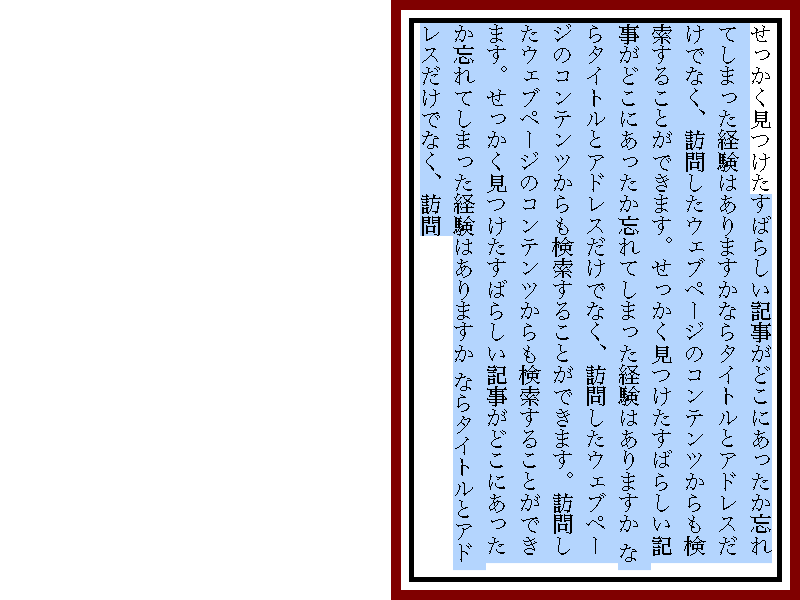 せっかく見つけたすばらしい記事がどこにあったか忘れ
てしまった経験はありますかならタイトルとアドレスだ
けでなく、訪問したウェブページのコンテンツからも検
索することができます。せっかく見つけたすばらしい記
事がどこにあったか忘れてしまった経験はありますか な
らタイトルとアドレスだけでなく、訪問したウェブペー
ジのコンテンツからも検索することができます。訪問し
たウェブページのコンテンツからも検索することができ
ます。せっかく見つけたすばらしい記事がどこにあった
か忘れてしまった経験はありますか ならタイトルとアド
レスだけでなく、訪問